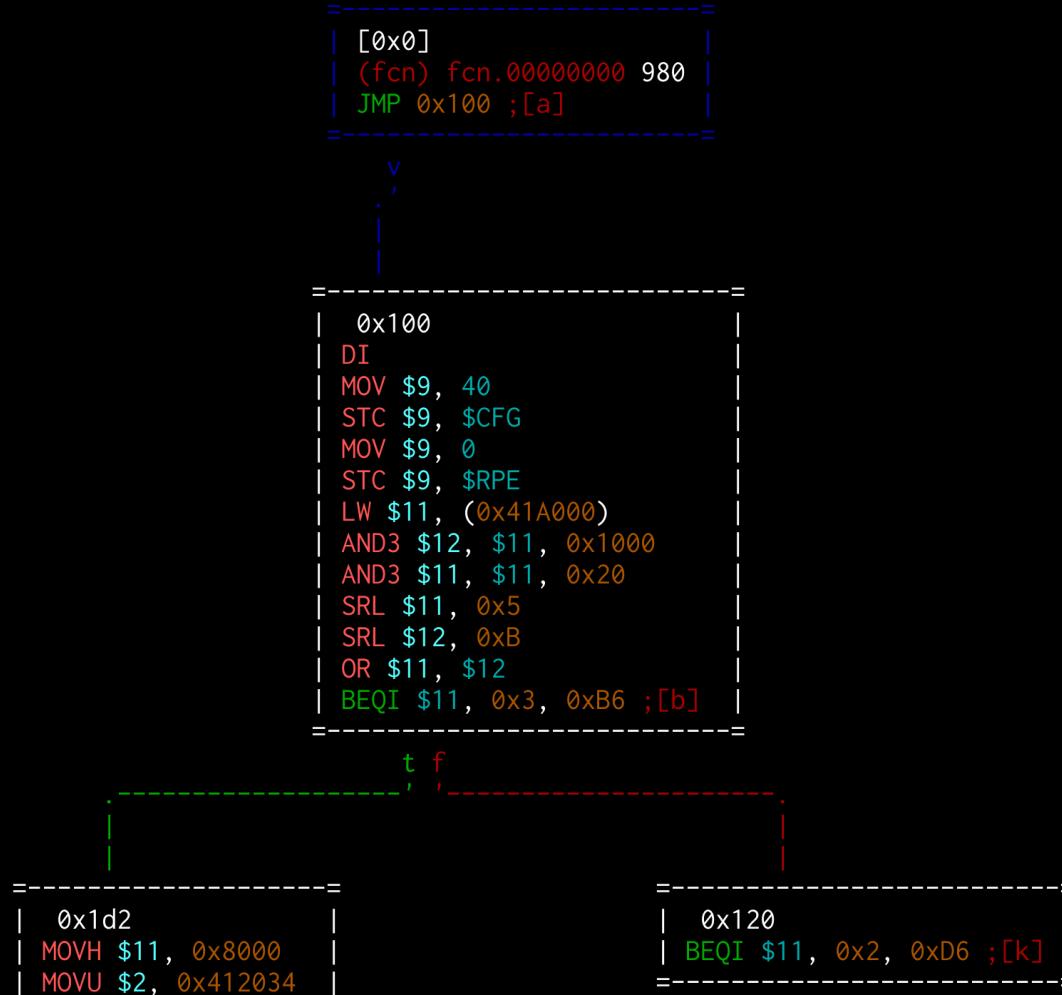 [0x0]
(fcn) fcn.00000000 980
JMP 0x100 ;[a]
v
0x100
DI
MOV $9, 40
STC $9, $CFG
MOV $9, 0
STC $9, $RPE
LW $11, (0x41A000)
AND3 $12, $11, 0x1000
AND3 $11, $11, 0x20
SRL $11, 0x5
SRL $12, 0xB
OR $11, $12
BEQI $11, 0x3, 0xB6 ;[b]
t f
0x1d2
MOVH $11, 0x8000
MOVU $2, 0x412034
0x120
BEQI $11, 0x2, 0xD6 ;[k]